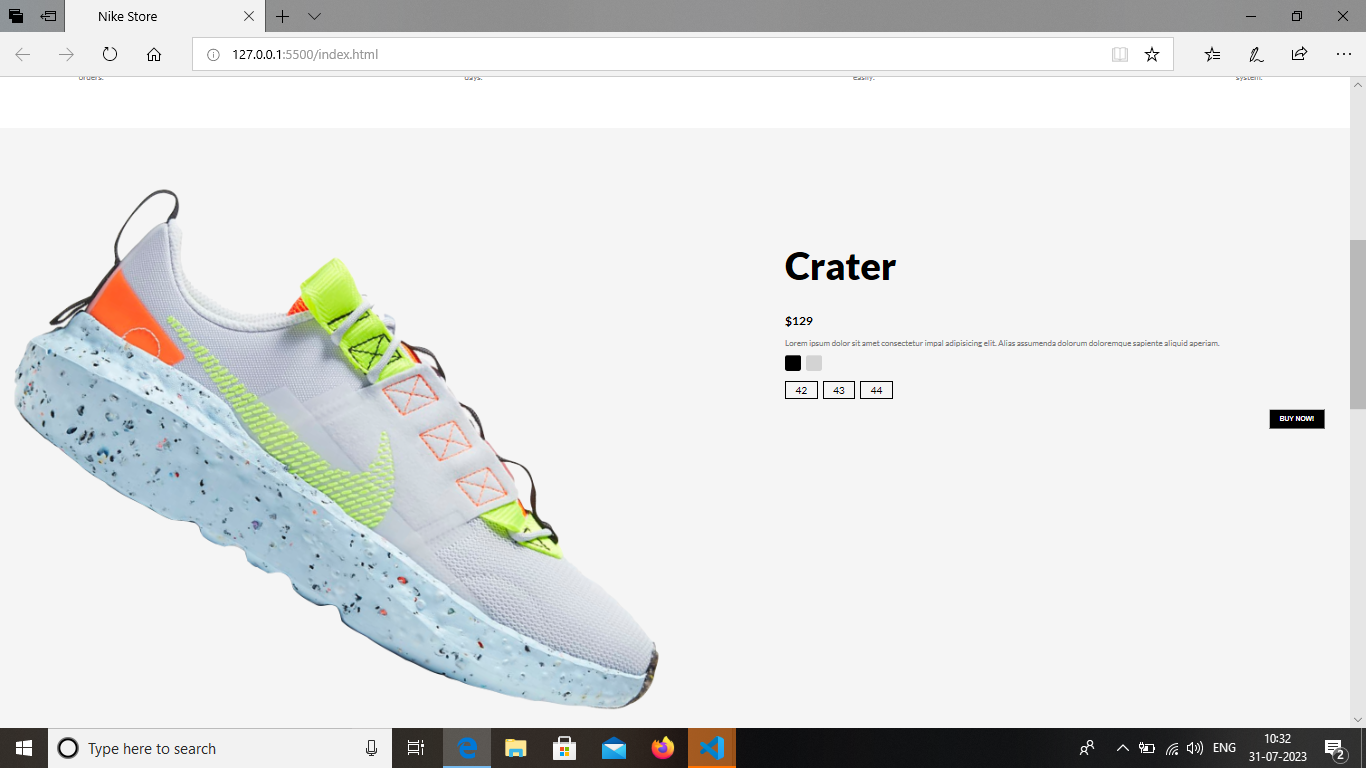 Nike Store
127.0.0.1:5500/index.html
orders.
days.
easily.
system.
Crater
$129
Lorem ipsum dolor sit amet consectetur impal adipisicing elit. Alias assumenda dolorum doloremque sapiente aliquid aperiam.
42 43 44
BUY NOW!
Type here to search
ENG
10:32
31-07-2023
2